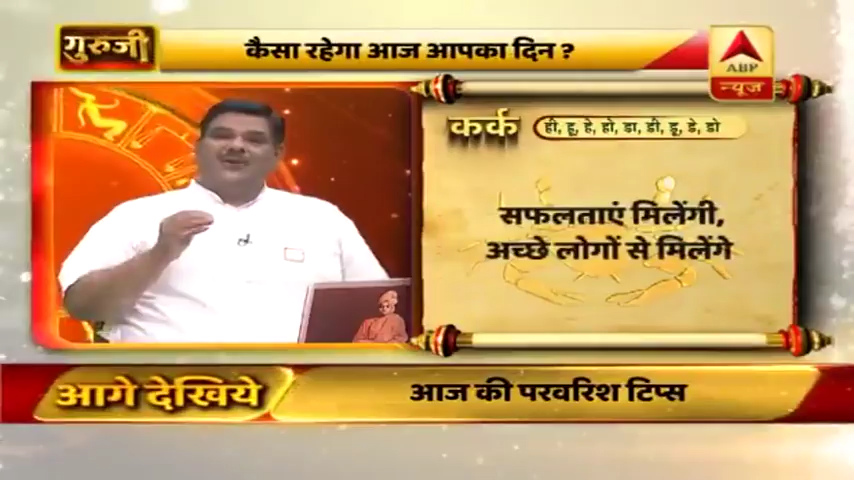 गुरुजी
कैसा रहेगा आज आपका दिन ?
ABP
न्यूज़
कर्क
ही, हू, हे, हो, डा, डी, डू, डे, डो
सफलताएं मिलेंगी,
अच्छे लोगों से मिलेंगे
आगे देखिये
आज की परवरिश टिप्स